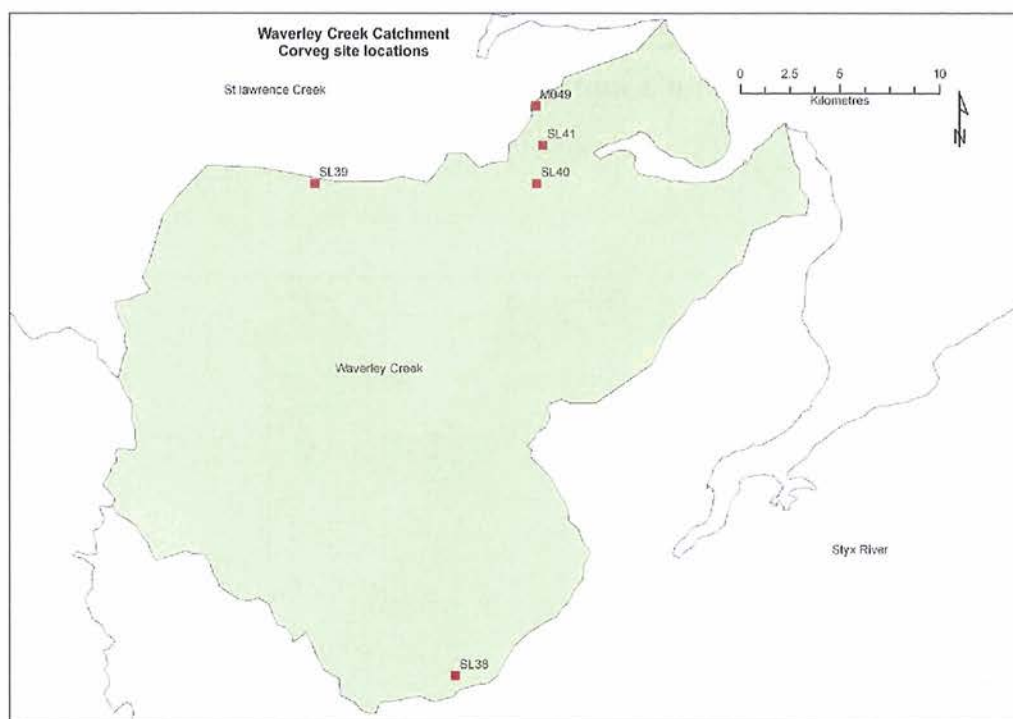 Waverley Creek Catchment
Corveg site locations
St lawrence Creek
0 2.5 5 10
Kilometres
N
M049
SL41
SL39
SL40
Waverley Creek
Styx River
SL38